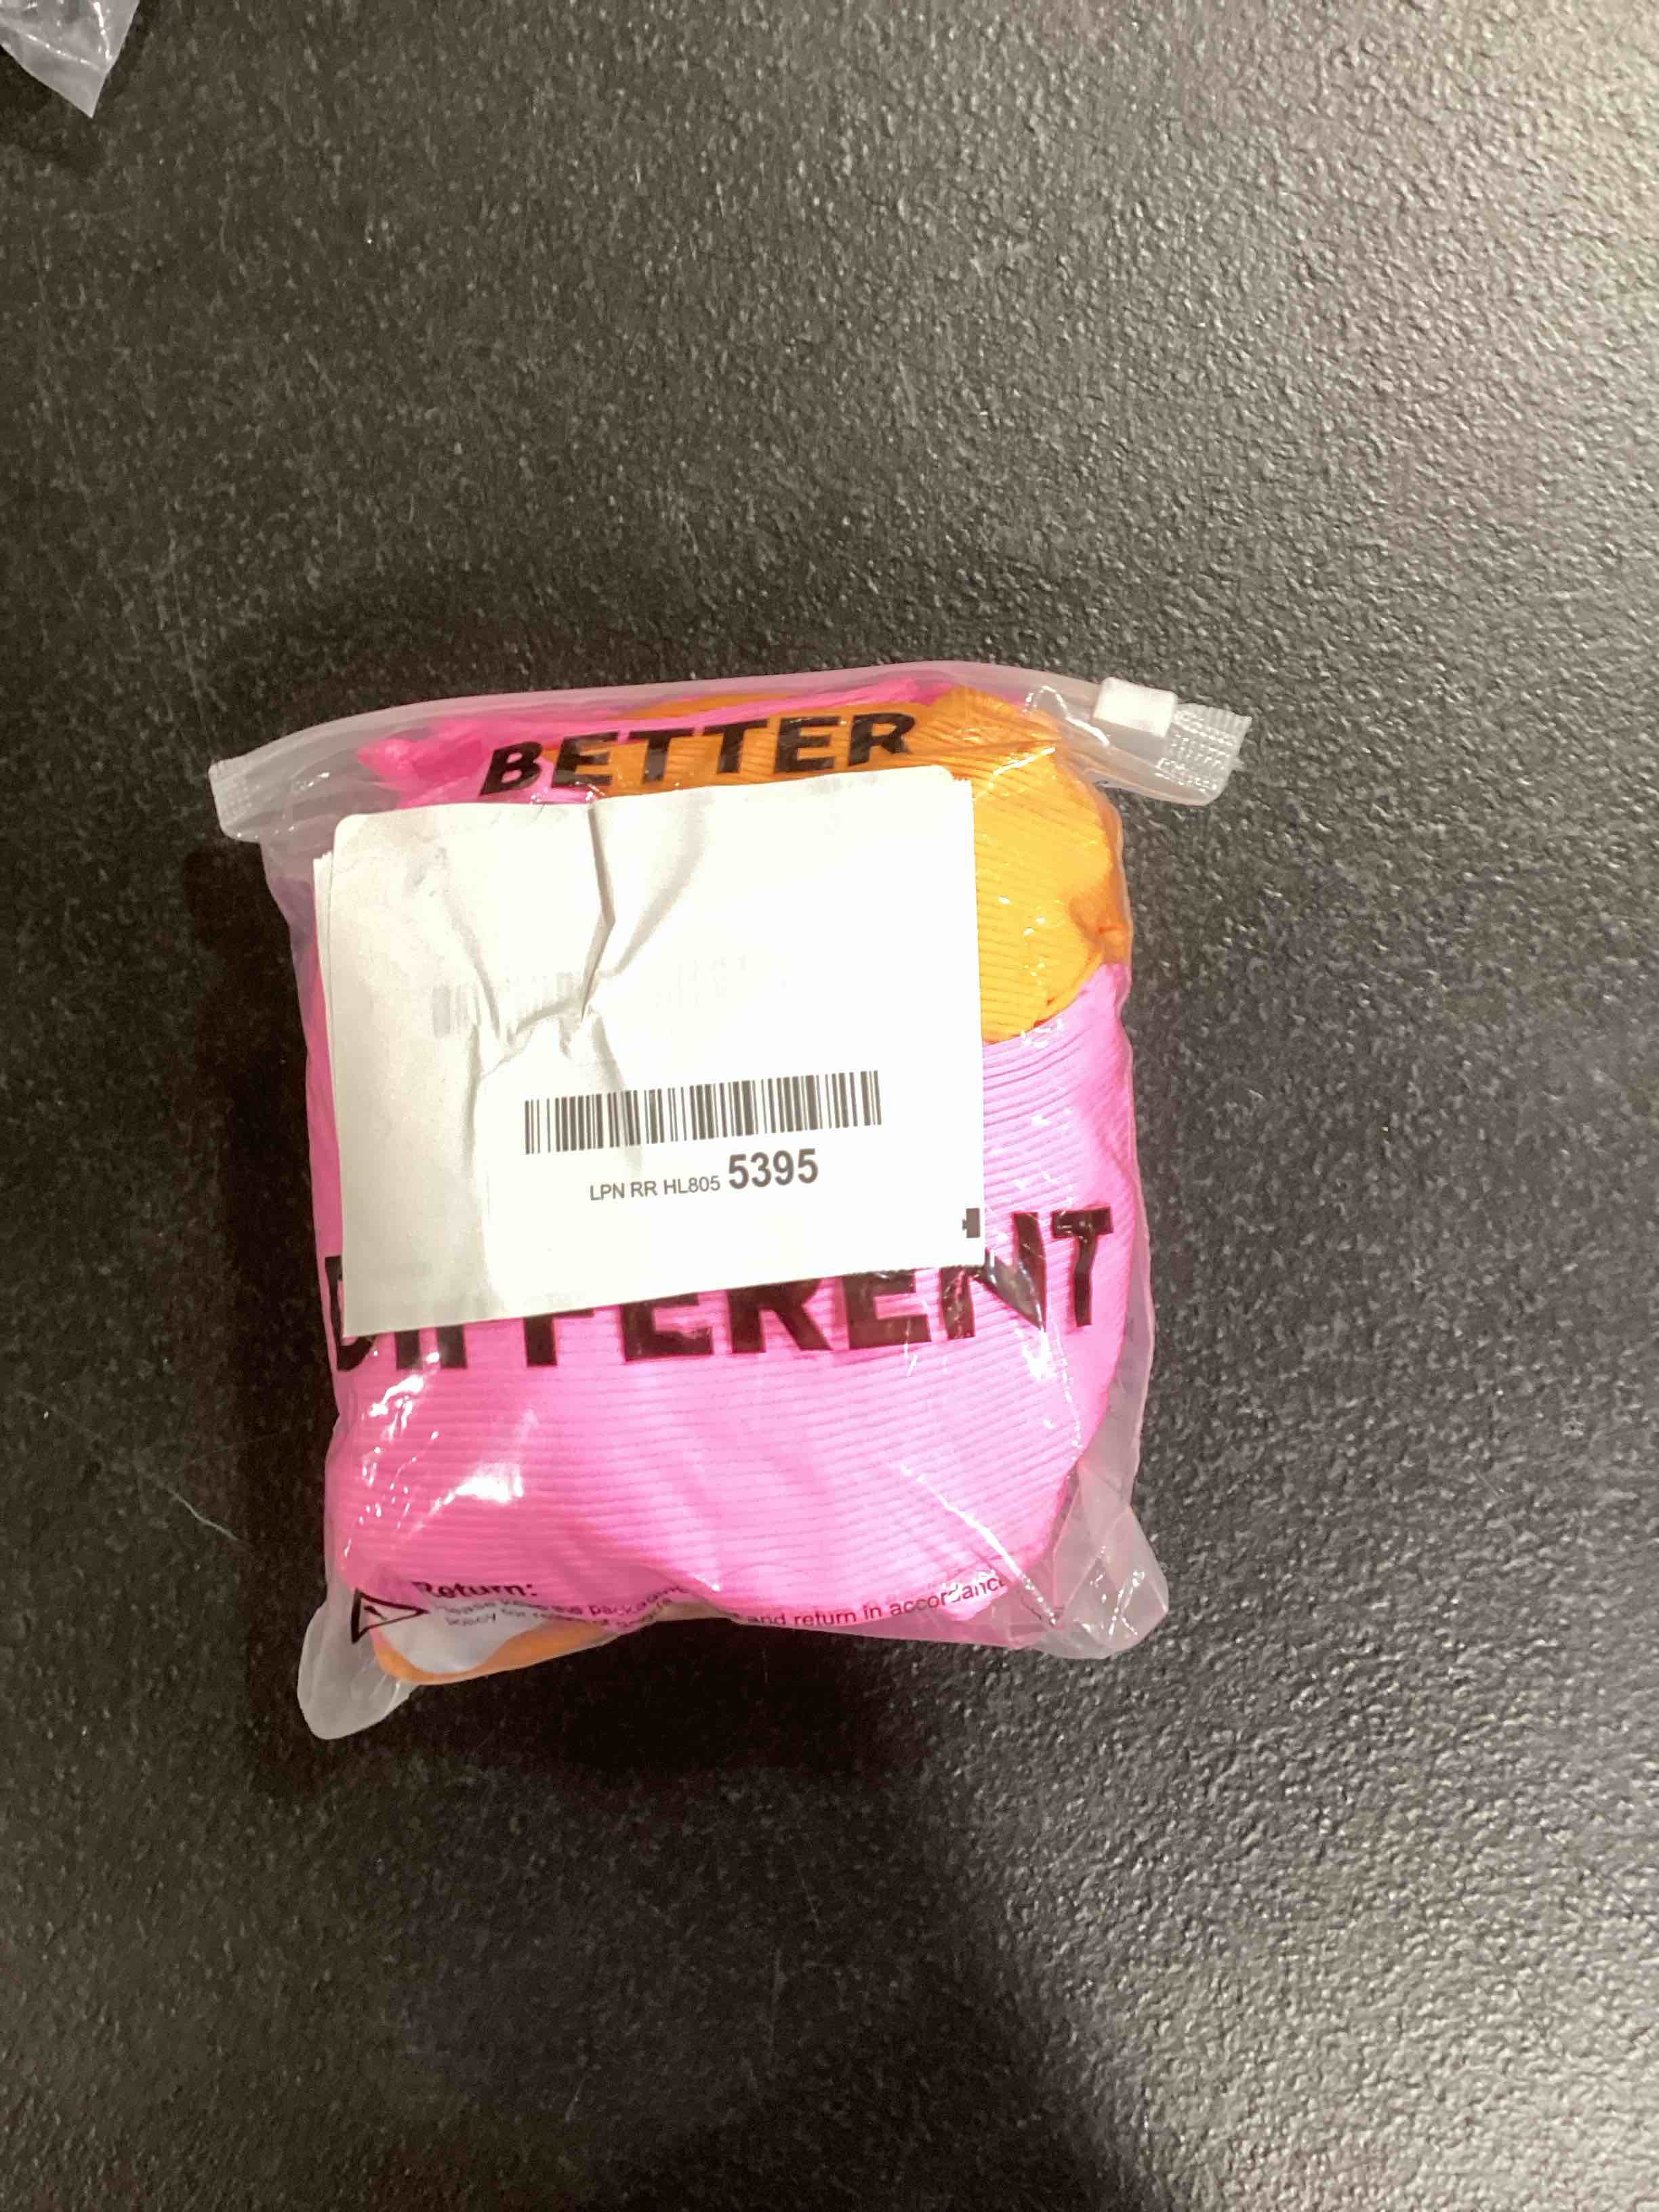 BETTER
LPN RR HL805 5395
DIFFERENT
Return:
and return in accordance